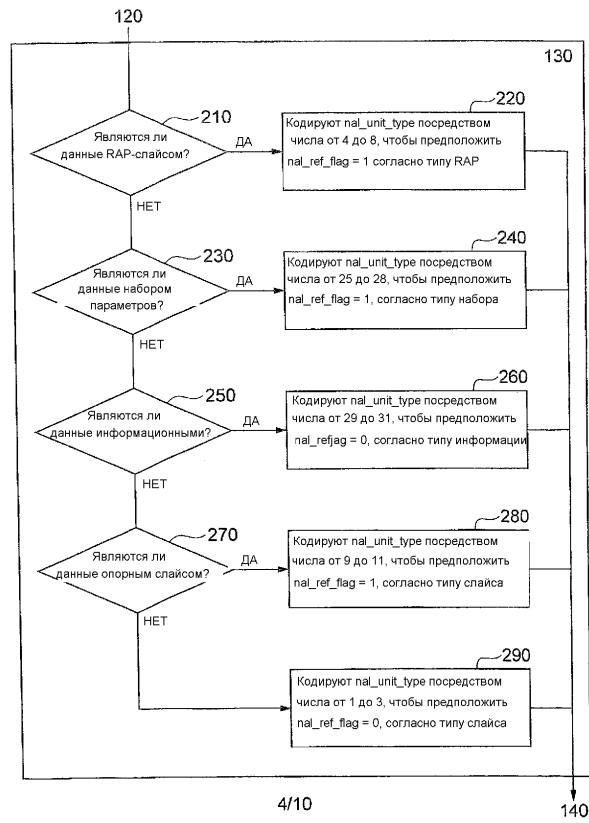 120
130
210
Являются ли
данные RAP-слайсом?
ДА
НЕТ
220
Кодируют nal_unit_type посредством
числа от 4 до 8, чтобы предположить
nal_ref_flag = 1 согласно типу RAP
230
Являются ли
данные набором
параметров?
ДА
НЕТ
240
Кодируют nal_unit_type посредством
числа от 25 до 28, чтобы предположить
nal_ref_flag = 1, согласно типу набора
250
Являются ли
данные информационными?
ДА
НЕТ
260
Кодируют nal_unit_type посредством
числа от 29 до 31, чтобы предположить
nal_refjag = 0, согласно типу информации
270
Являются ли
данные опорным слайсом?
ДА
НЕТ
280
Кодируют nal_unit_type посредством
числа от 9 до 11, чтобы предположить
nal_ref_flag = 1, согласно типу слайса
290
Кодируют nal_unit_type посредством
числа от 1 до 3, чтобы предположить
nal_ref_flag = 0, согласно типу слайса
4/10
140